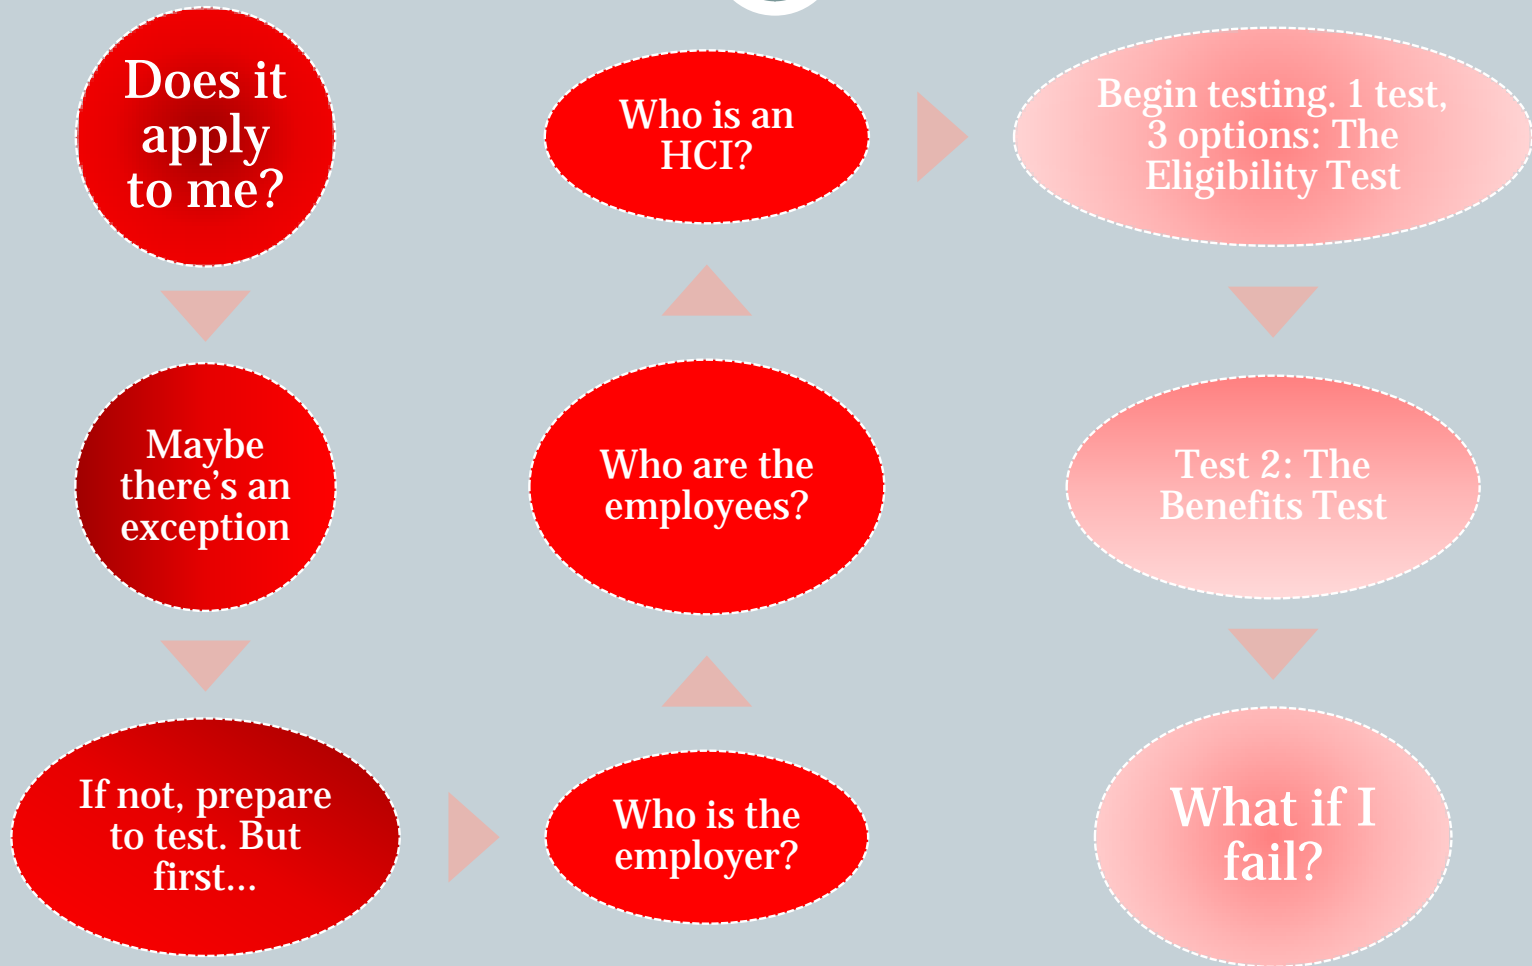 Does it
apply
to me?
Maybe
there’s an
exception
If not, prepare
to test. But
first…
Who is the
employer?
Who are the
employees?
Who is an
HCI?
Begin testing. 1 test,
3 options: The
Eligibility Test
Test 2: The
Benefits Test
What if I
fail?